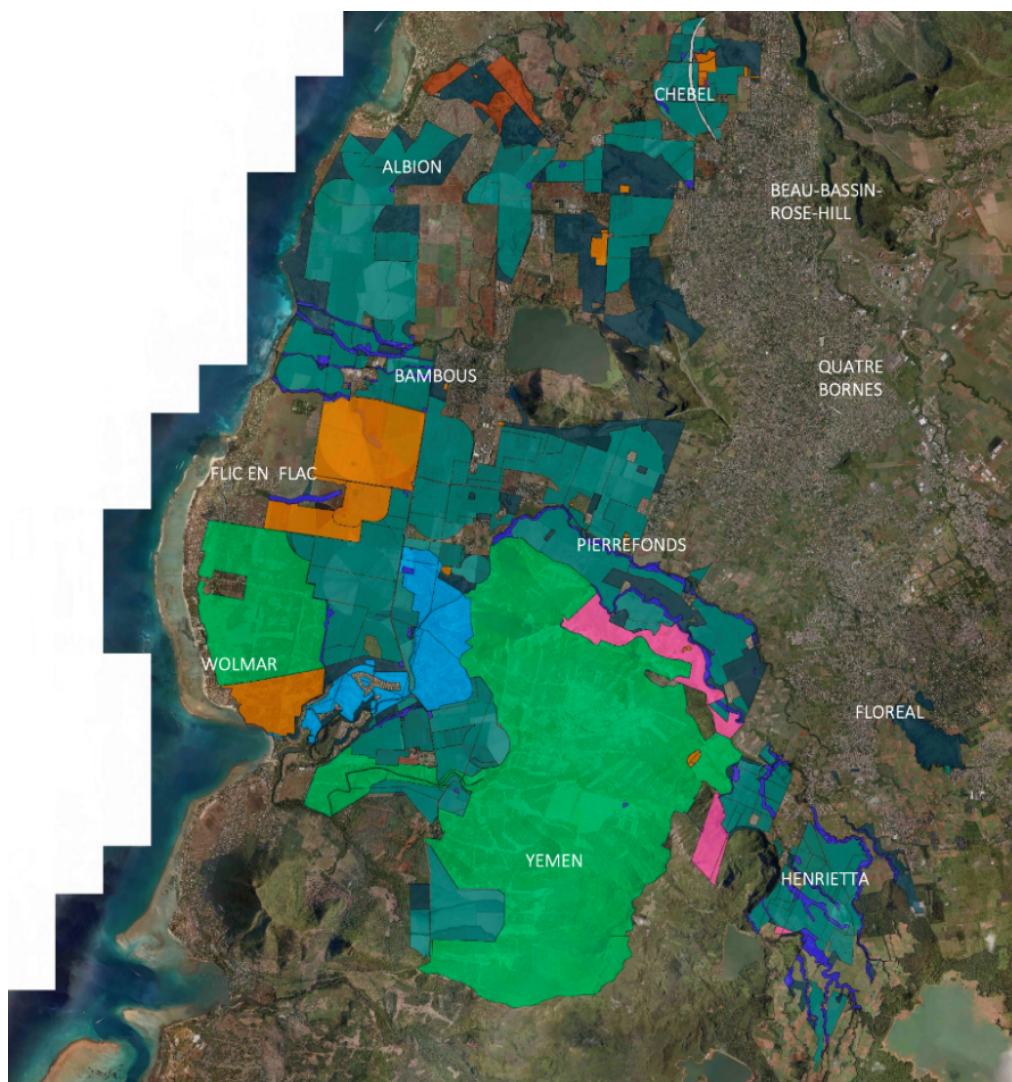 CHEBEL
ALBION
BEAU-BASSIN-
ROSE-HILL
BAMBOUS
QUATRE
BORNES
FLIC EN FLAC
PIERREFONDS
WOLMAR
FLOREAL
YEMEN
HENRIETTA